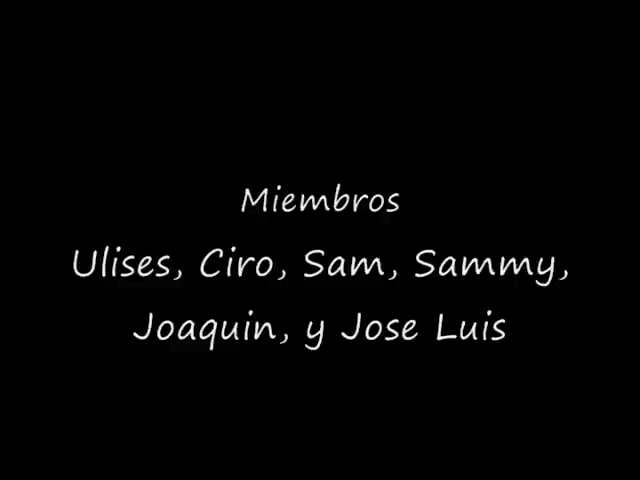 Miembros
Ulises, Ciro, Sam, Sammy,
Joaquin, y Jose Luis